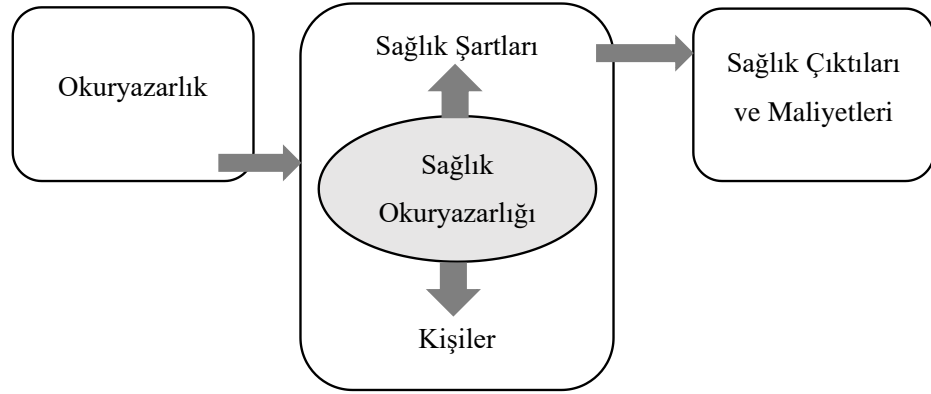 Okuryazarlık
Sağlık Şartları
Sağlık
Okuryazarlığı
Kişiler
Sağlık Çıktıları
ve Maliyetleri